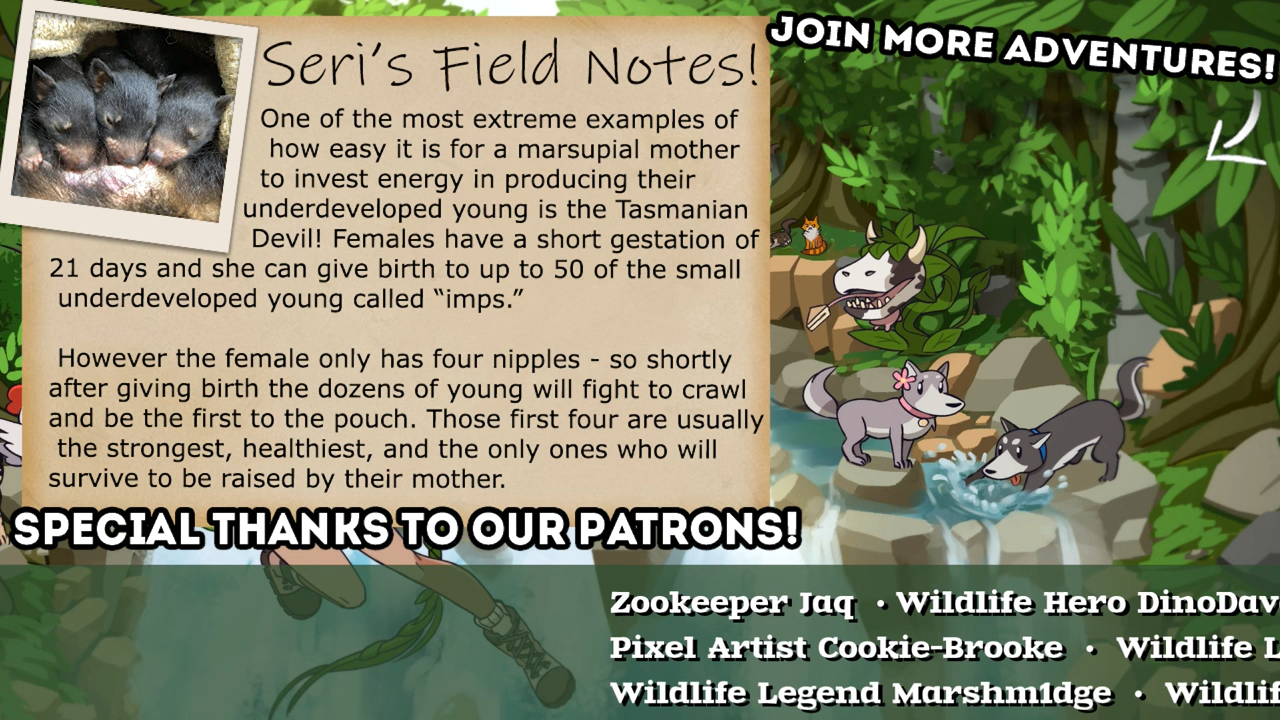 Seri's Field Notes!
JOIN MORE ADVENTURES!
One of the most extreme examples of
how easy it is for a marsupial mother
to invest energy in producing their
underdeveloped young is the Tasmanian
Devil! Females have a short gestation of
21 days and she can give birth to up to 50 of the small
underdeveloped young called “imps.”
However the female only has four nipples - so shortly
after giving birth the dozens of young will fight to crawl
and be the first to the pouch. Those first four are usually
the strongest, healthiest, and the only ones who will
survive to be raised by their mother.
SPECIAL THANKS TO OUR PATRONS!
Zookeeper Jaq · Wildlife Hero DinoDav
Pixel Artist Cookie-Brooke · Wildlife L
Wildlife Legend Marshm1dge · Wildlif